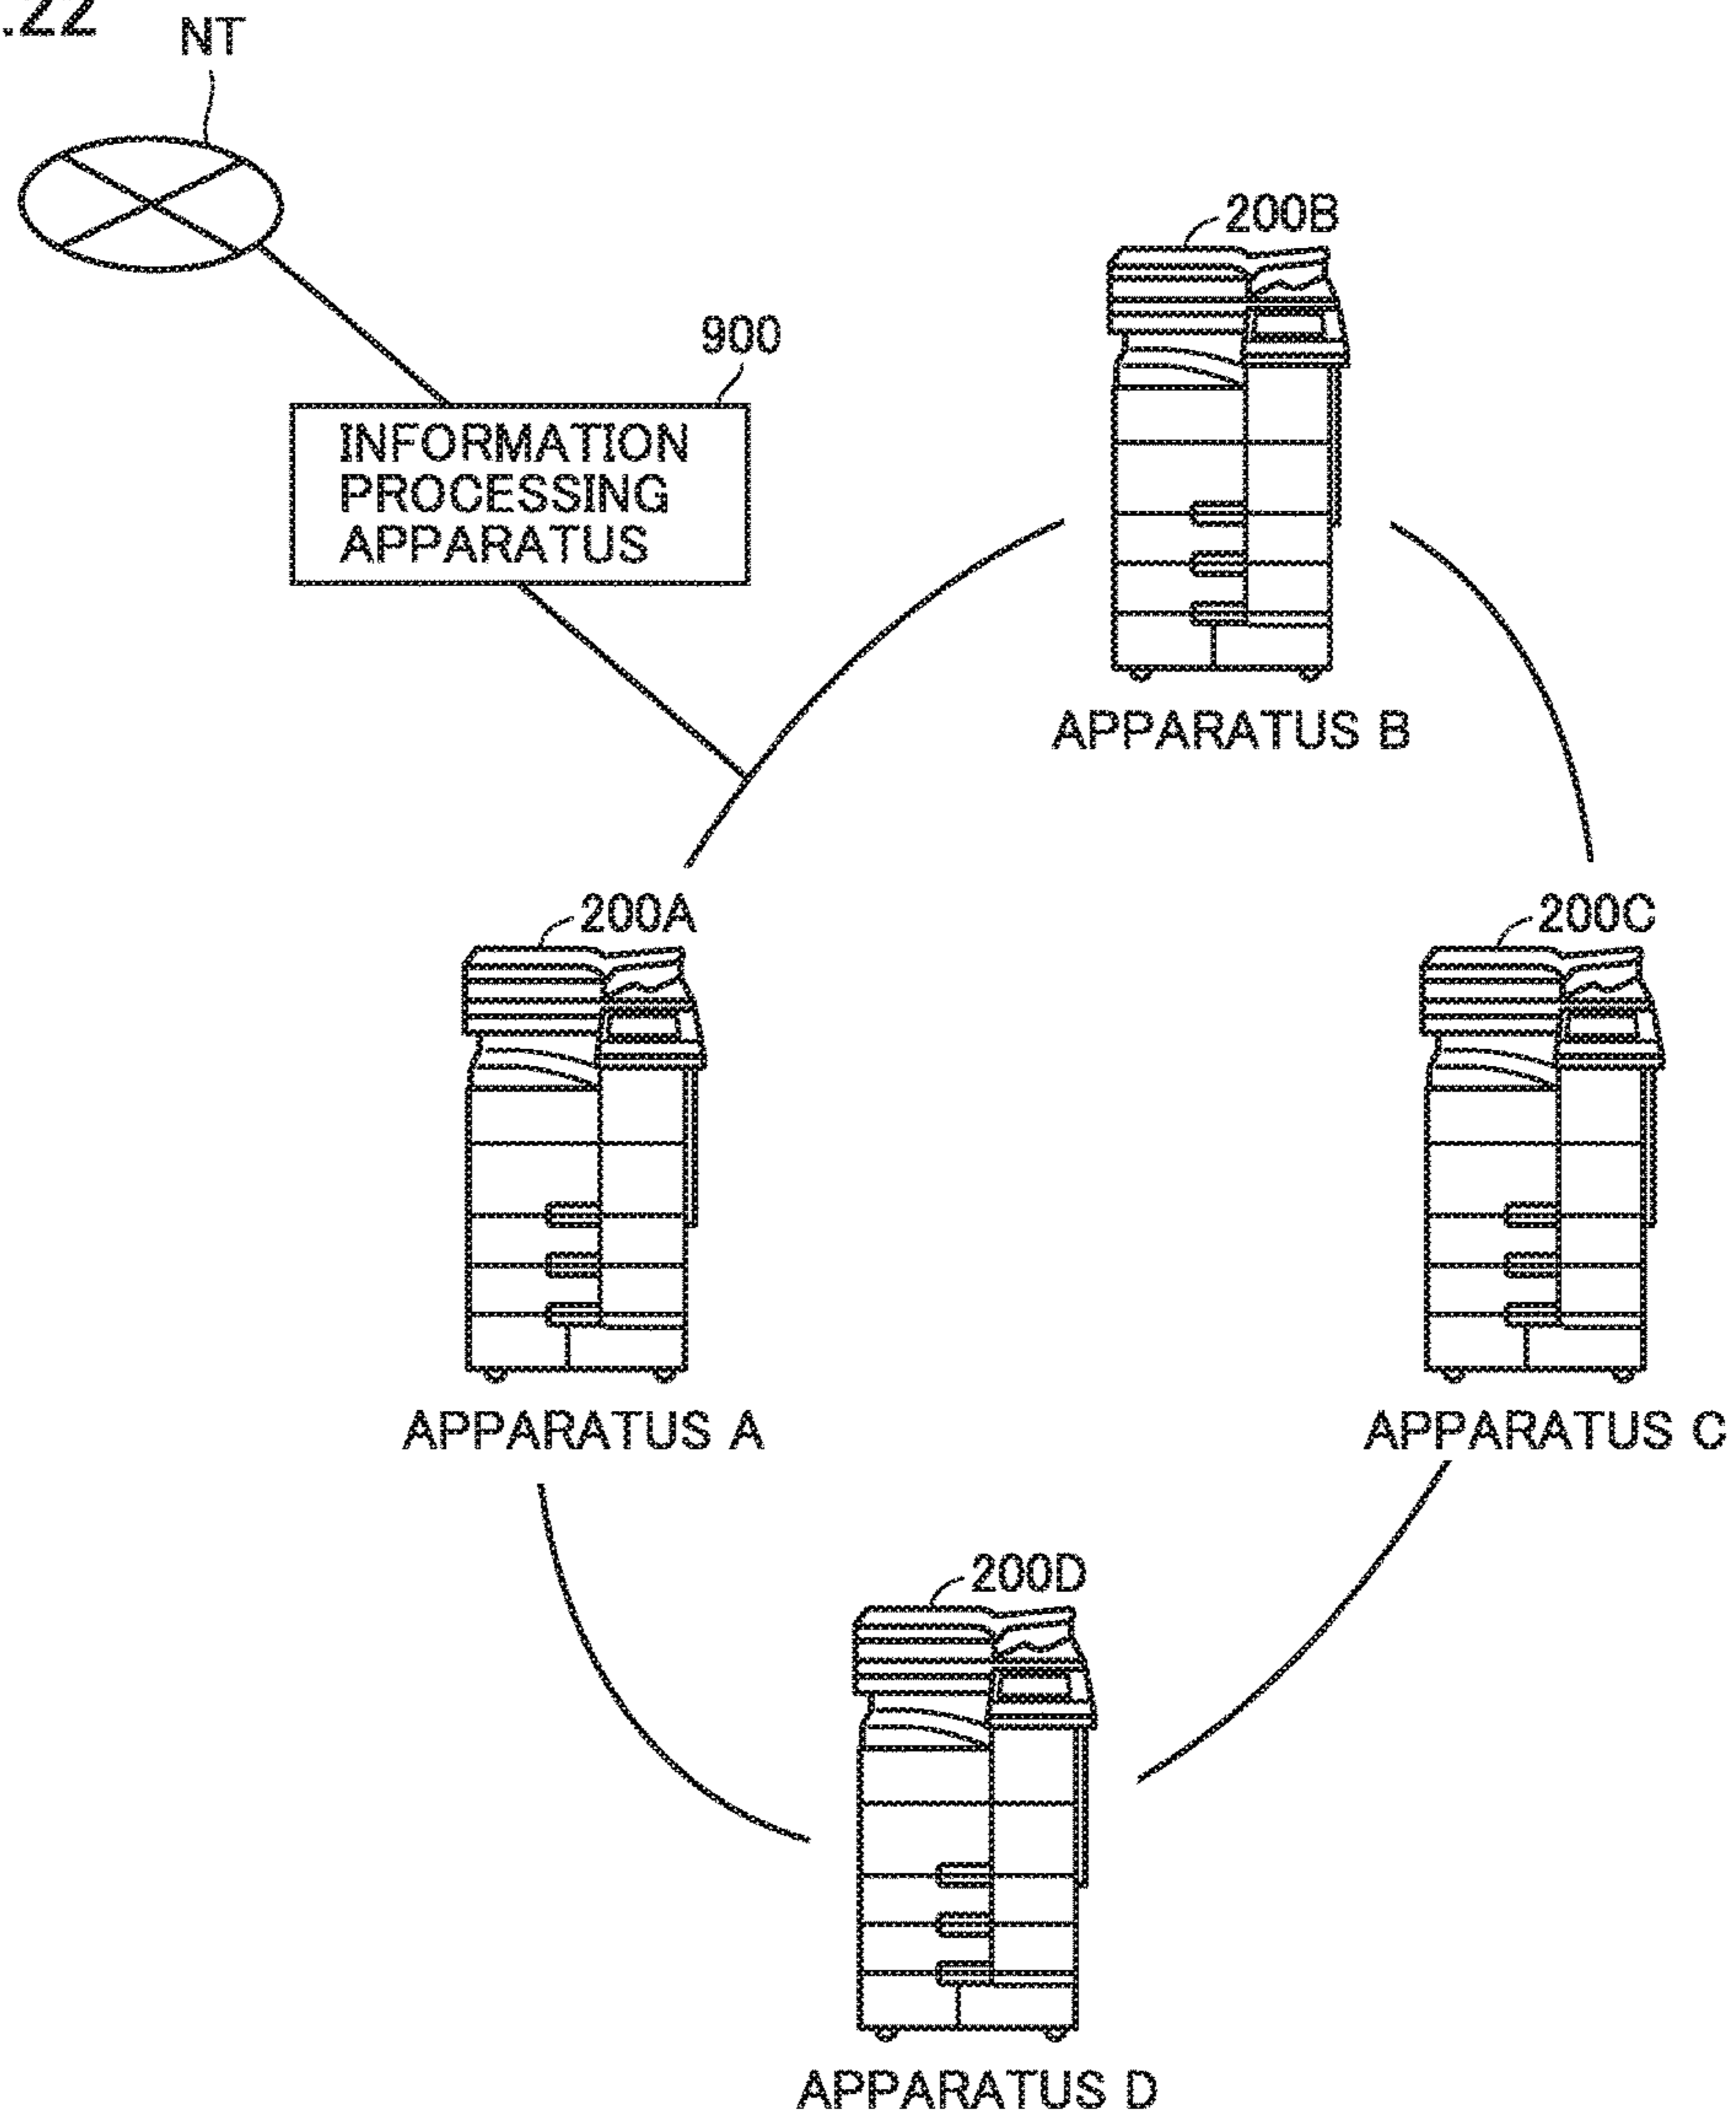 .22
NT
200B
900
INFORMATION
PROCESSING
APPARATUS
APPARATUS B
200A
200C
APPARATUS A
APPARATUS C
200D
APPARATUS D